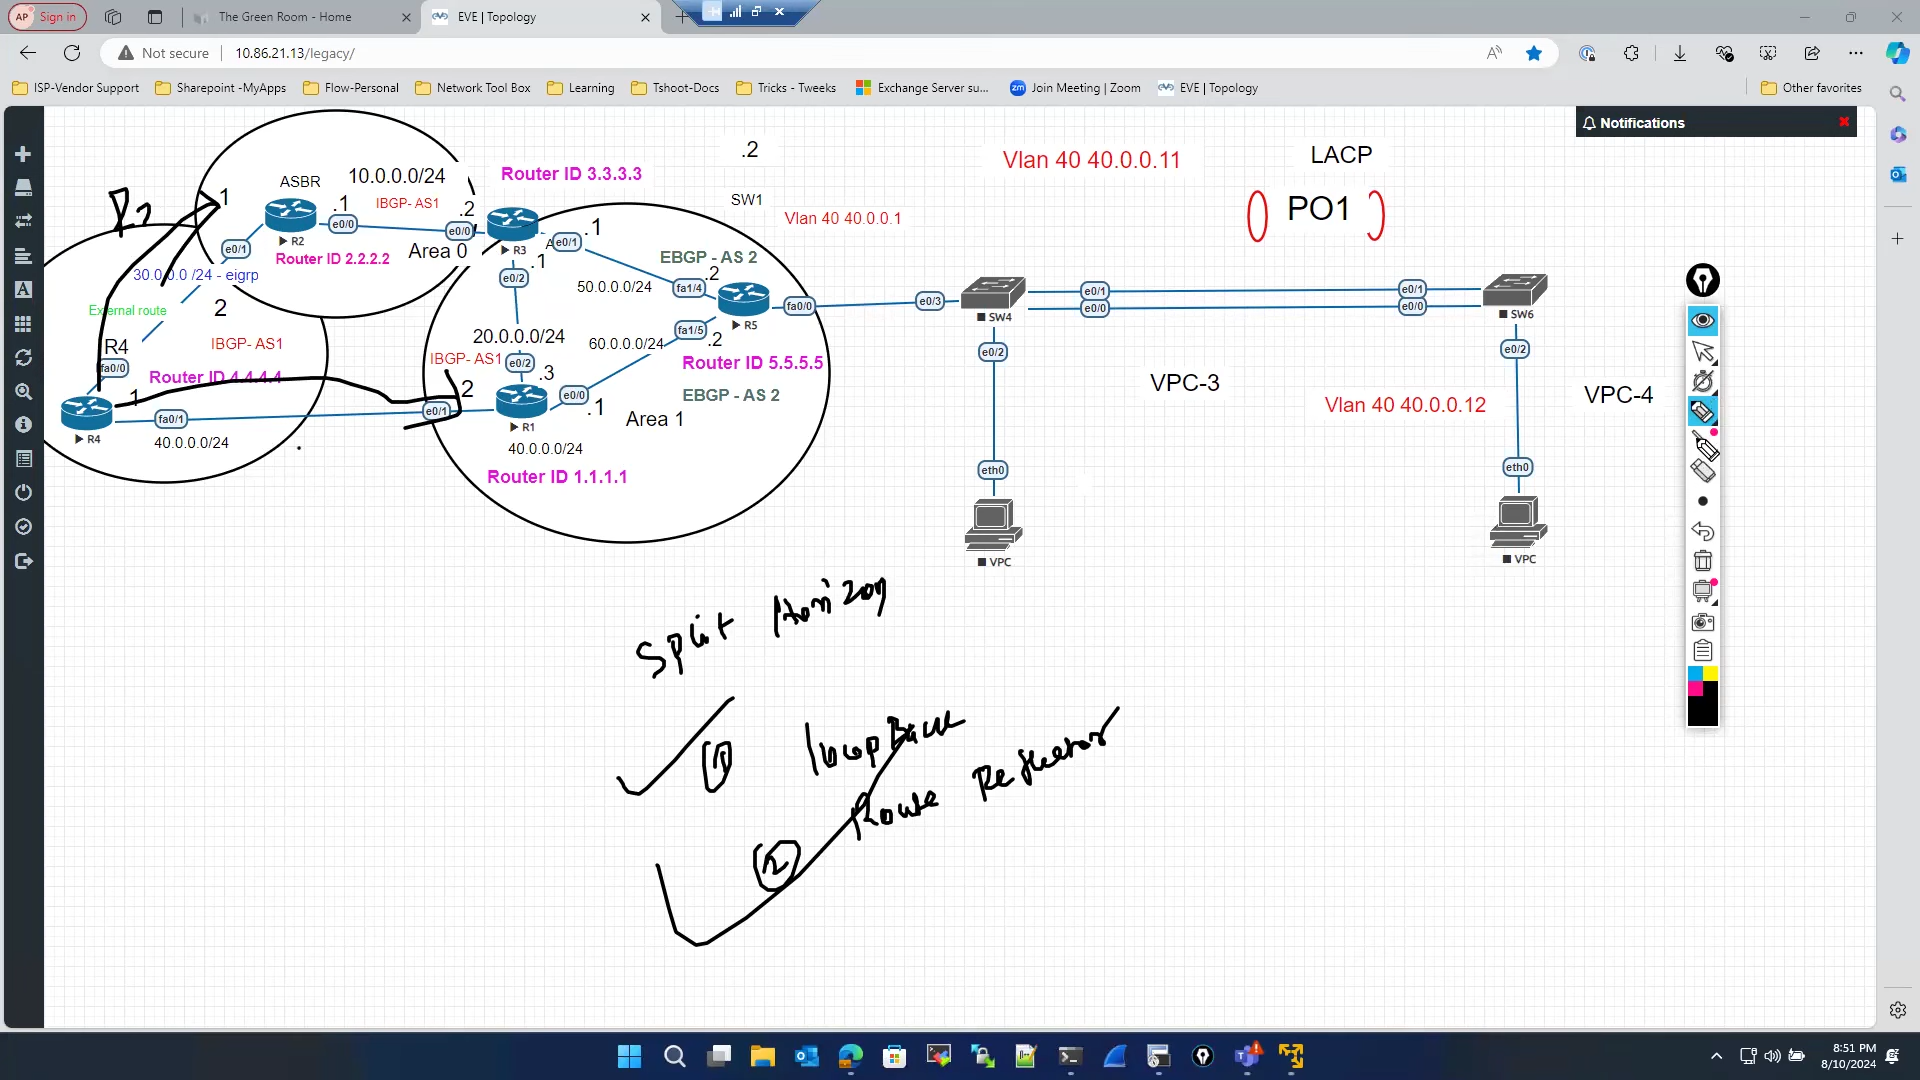 AP Sign in
The Green Room - Home
EVE | Topology
Not secure
10.86.21.13/legacy/
ISP-Vendor Support
Sharepoint -MyApps
Flow-Personal
Network Tool Box
Learning
Tshoot-Docs
Tricks - Tweeks
Exchange Server su...
Join Meeting | Zoom
EVE | Topology
Other favorites
Notifications
.2
SW1
Vlan 40 40.0.0.1
Vlan 40 40.0.0.11
LACP
PO1
R2
1
ASBR
10.0.0.0/24
.1
IBGP- AS1
.2
e0/0
e0/0
R2
e0/1
Router ID 2.2.2.2
Area 0
Router ID 3.3.3.3
R3
e0/1
.1
e0/2
.1
30.0.0.0 /24 - eigrp
External route
2
IBGP- AS1
R4
fa0/0
Router ID 4.4.4.4
1
R4
fa0/1
40.0.0.0/24
EBGP - AS 2
50.0.0.0/24
.2
fa1/4
R5
fa0/0
20.0.0.0/24
60.0.0.0/24
fa1/5
.2
IBGP- AS1
e0/2
.3
Router ID 5.5.5.5
EBGP - AS 2
2
e0/1
R1
e0/0
.1
Area 1
40.0.0.0/24
Router ID 1.1.1.1
e0/3
SW4
e0/1
e0/0
e0/1
e0/0
SW6
e0/2
e0/2
VPC-3
Vlan 40 40.0.0.12
VPC-4
eth0
eth0
VPC
VPC
Split Horizon
1 loopback
2 Route Reflector
8:51 PM
8/10/2024